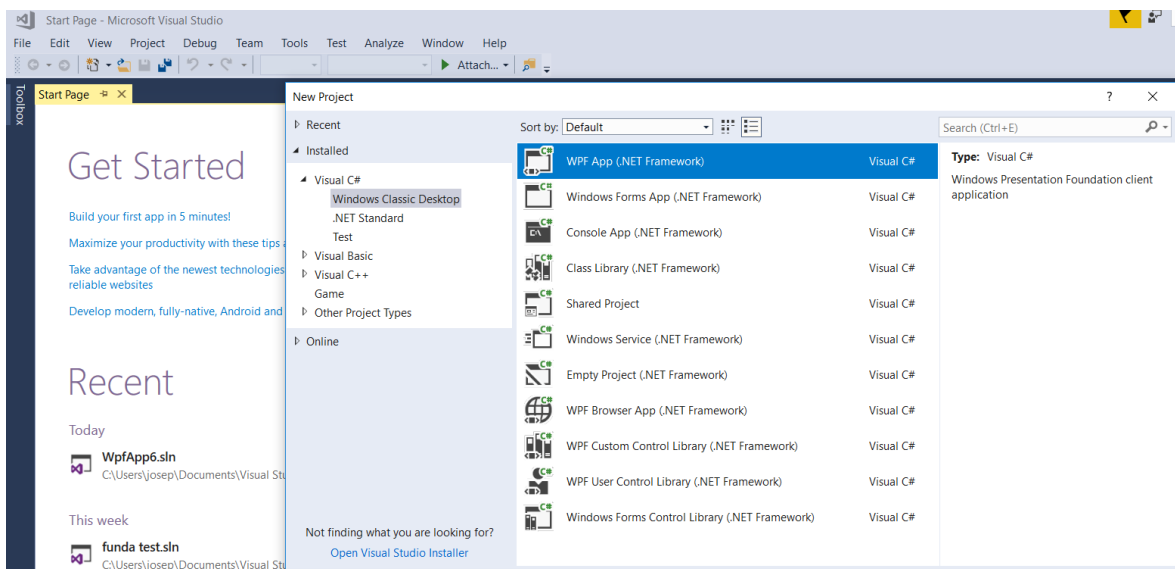 Start Page - Microsoft Visual Studio
File Edit View Project Debug Team Tools Test Analyze Window Help
Attach...
Toolbox
Start Page
Get Started
Build your first app in 5 minutes!
Maximize your productivity with these tips
Take advantage of the newest technologies
reliable websites
Develop modern, fully-native, Android and
Recent
Today
WpfApp6.sln
C:\Users\josep\Documents\Visual Stu
This week
funda test.sln
C:\Users\josep\Documents\Visual Stu
New Project
?
Recent
Installed
Visual C#
Windows Classic Desktop
.NET Standard
Test
Visual Basic
Visual C++
Game
Other Project Types
Online
Not finding what you are looking for?
Open Visual Studio Installer
Sort by: Default
WPF App (.NET Framework) Visual C#
Windows Forms App (.NET Framework) Visual C#
Console App (.NET Framework) Visual C#
Class Library (.NET Framework) Visual C#
Shared Project Visual C#
Windows Service (.NET Framework) Visual C#
Empty Project (.NET Framework) Visual C#
WPF Browser App (.NET Framework) Visual C#
WPF Custom Control Library (.NET Framework) Visual C#
WPF User Control Library (.NET Framework) Visual C#
Windows Forms Control Library (.NET Framework) Visual C#
Search (Ctrl+E)
Type: Visual C#
Windows Presentation Foundation client
application